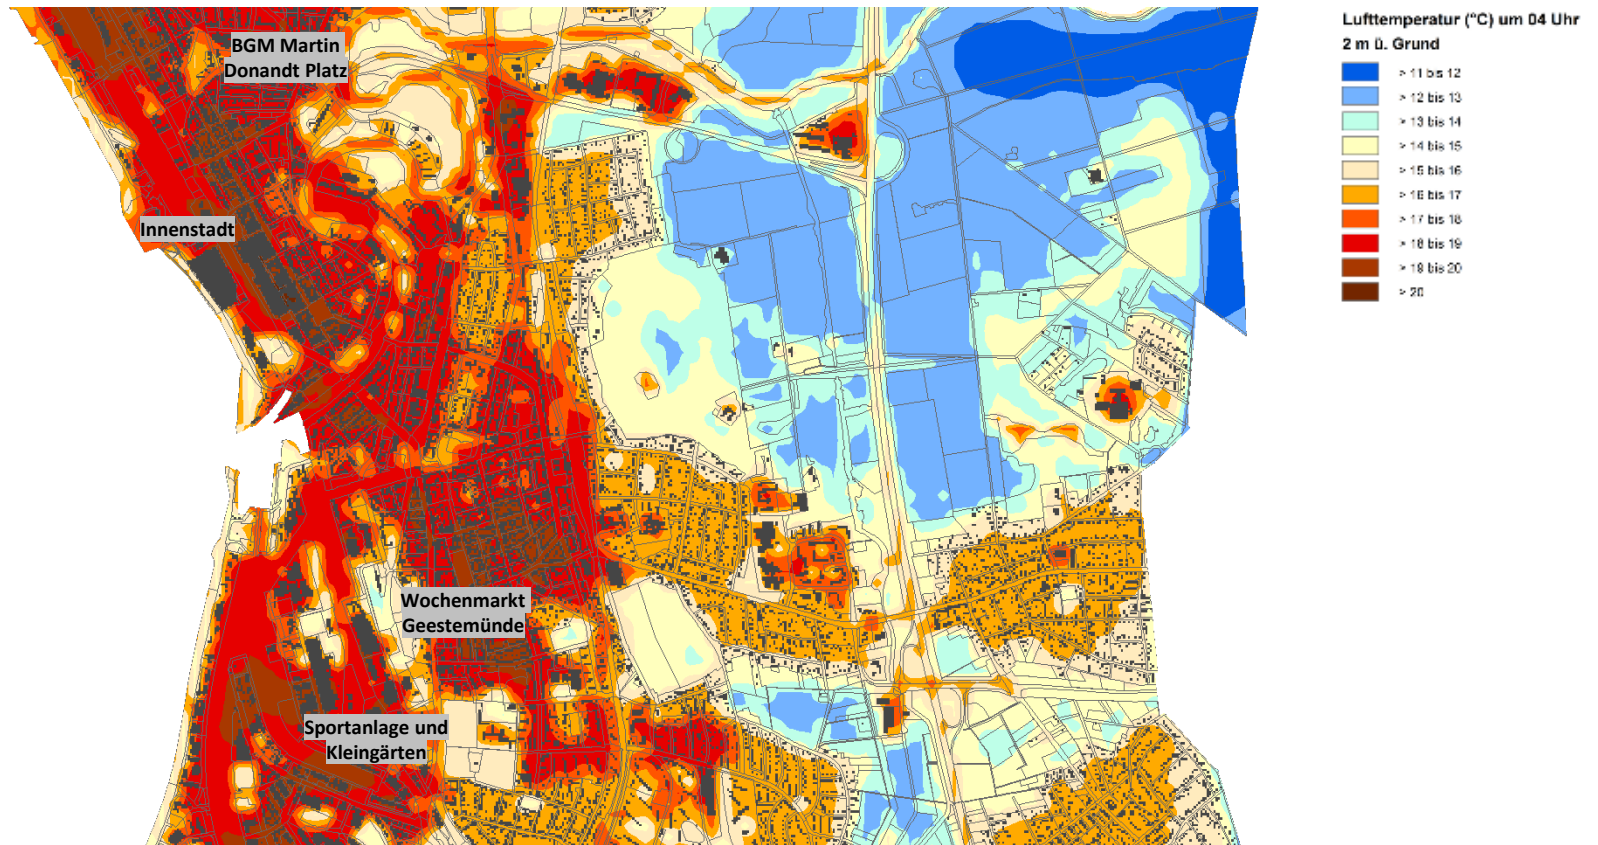 BGM Martin
Donandt Platz
Innenstadt
Wochenmarkt
Geestemünde
Sportanlage und
Kleingärten
Lufttemperatur (°C) um 04 Uhr
2 m ü. Grund
> 11 bis 12
> 12 bis 13
> 13 bis 14
> 14 bis 15
> 15 bis 16
> 16 bis 17
> 17 bis 18
> 18 bis 19
> 19 bis 20
> 20